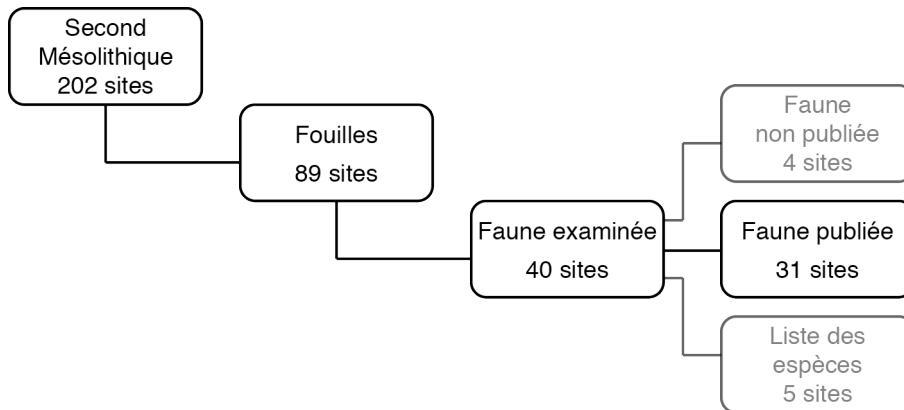 Second
Mésolithique
202 sites
Fouilles
89 sites
Faune examinée
40 sites
Faune
non publiée
4 sites
Faune publiée
31 sites
Liste des
espèces
5 sites